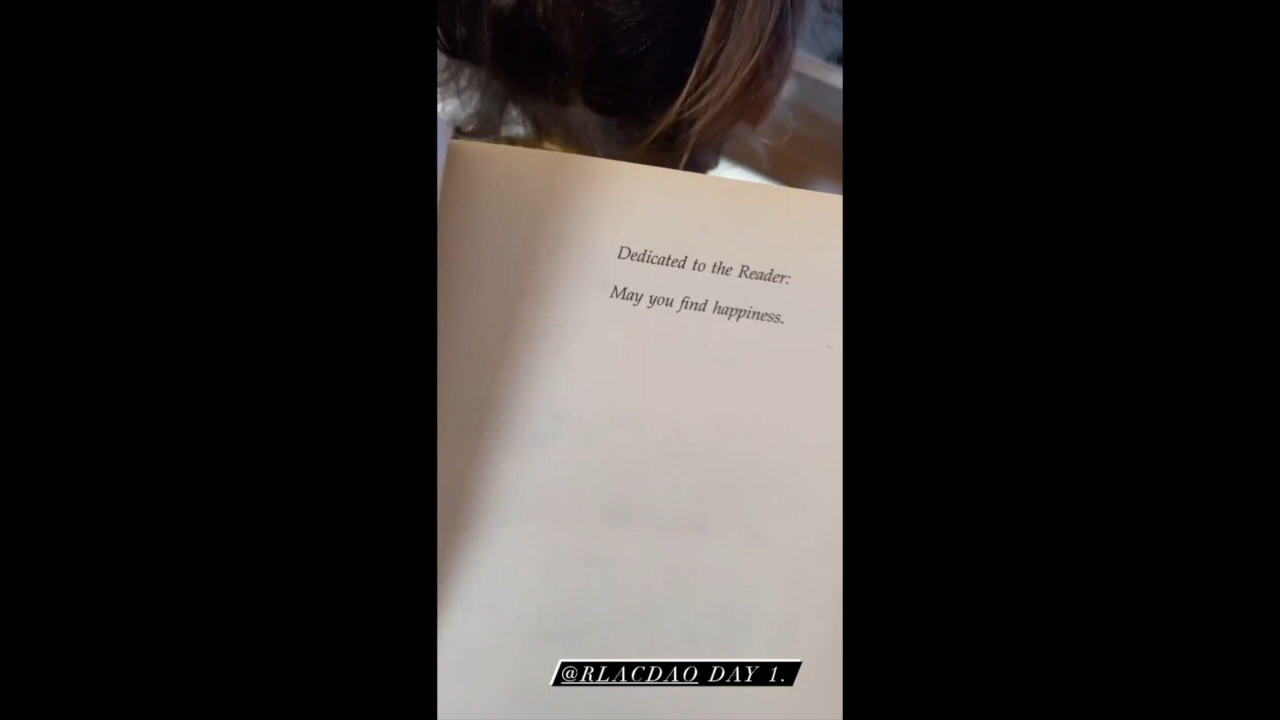 Dedicated to the Reader:
May you find happiness.
@RLACDAO DAY 1.